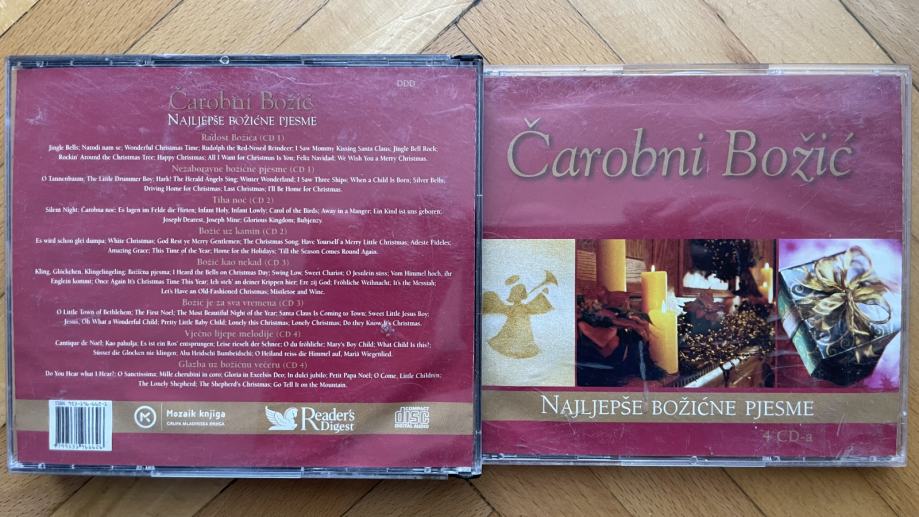 DDD
Čarobni Božić
NAJLJEPŠE BOŽIĆNE PJESME
Radost Božića (CD 1)
Jingle Bells; Narodi nam se; Wonderful Christmas Time; Rudolph the Red-Nosed Reindeer; I Saw Mommy Kissing Santa Claus; Jingle Bell Rock;
Rockin' Around the Christmas Tree; Happy Christmas; All I Want for Christmas Is You; Feliz Navidad; We Wish You a Merry Christmas.
Nezaboravne božićne pjesme (CD 1)
O Tannenbaum; The Little Drummer Boy; Hark! The Herald Angels Sing; Winter Wonderland; I Saw Three Ships; When a Child Is Born; Silver Bells;
Driving Home for Christmas; Last Christmas; I'll Be Home for Christmas.
Tiha noć (CD 2)
Silent Night; Čarobna noć; Es lagen im Felde die Hirten; Infant Holy, Infant Lowly; Carol of the Birds; Away in a Manger; Ein Kind ist uns geboren;
Joseph Dearest, Joseph Mine; Glorious Kingdom;
Božić uz kamin (CD 2)
Es wird schon glei dumpa; White Christmas; God Rest ye Merry Gentlemen; The Christmas Song; Have Yourself a Merry Little Christmas; Adeste Fideles;
Amazing Grace; This Time of the Year; Home for the Holidays; 'Till the Season Comes Round Again.
Božić kao nekad (CD 3)
Kling, Glöckchen, Klingelingeling; Božićna pjesma; I Heard the Bells on Christmas Day; Swing Low, Sweet Chariot; O Jesulein süss; Vom Himmel hoch, ihr
Englein kommt; Once Again It's Christmas Time This Year; Ich steh' an deiner Krippen hier; Ere zij God; Fröhliche Weihnacht; It's the Messiah;
Let's Have an Old-Fashioned Christmas; Mistletoe and Wine.
Božić je za sva vremena (CD 3)
O Little Town of Bethlehem; The First Noel; The Most Beautiful Night of the Year; Santa Claus Is Coming to Town; Sweet Little Jesus Boy;
Jesus, Oh What a Wonderful Child; Pretty Little Baby Child; Lonely this Christmas; Lonely Christmas; Do they Know It's Christmas.
Vječno lijepe melodije (CD 4)
Cantique de Noël; Kao pahulja; Es ist ein Ros' entsprungen; Leise rieselt der Schnee; O du fröhliche; Mary's Boy Child; What Child Is this?;
Süsser die Glocken nie klingen; Aba Heidschi Bumbeidschi; O Heiland reiss die Himmel auf, Mariä Wiegenlied.
Glazba uz božićnu večeru (CD 4)
Do You Hear what I Hear?; O Sanctissima; Mille cherubini in coro; Gloria in Excelsis Deo; In dulci jubilo; Petit Papa Noël; O Come, Little Children;
The Lonely Shepherd; The Shepherd's Christmas; Go Tell It on the Mountain.
Mozaik knjiga
GRUPA MLADINSKA KNJIGA
Reader's
Digest
COMPACT
disc
DIGITAL AUDIO
Čarobni Božić
NAJLJEPŠE BOŽIĆNE PJESME
4 CD-a